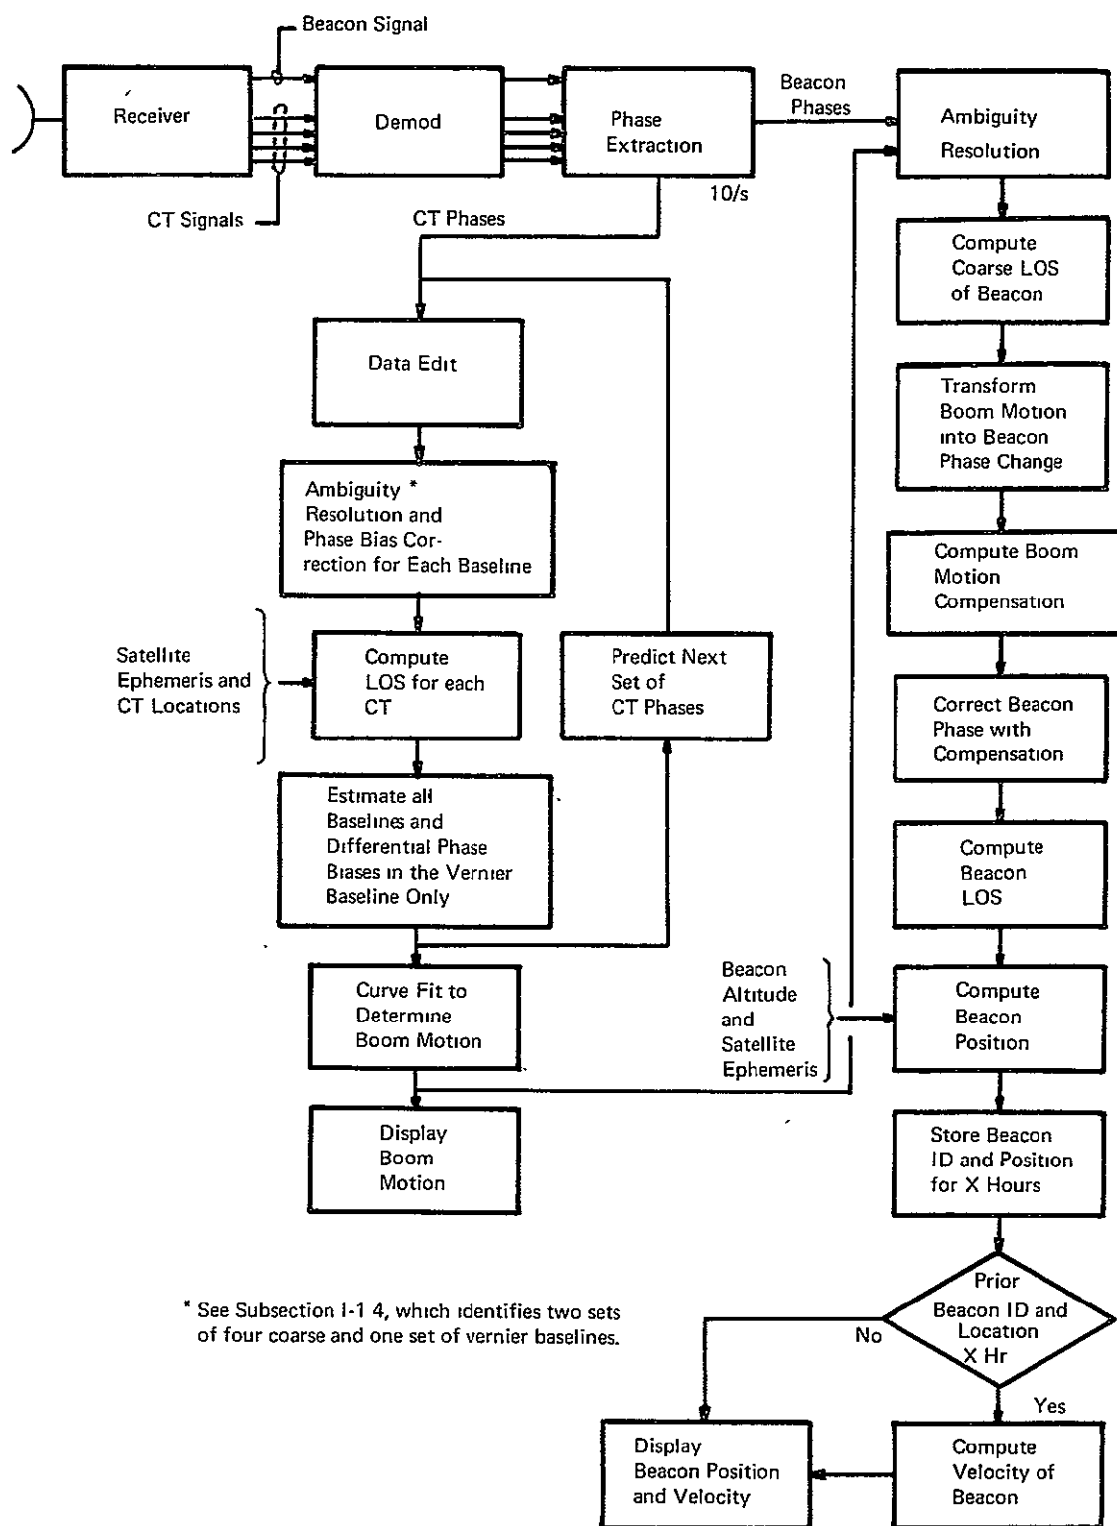 Beacon Signal
Receiver
Demod
Phase
Extraction
Beacon
Phases
Ambiguity
Resolution
10/s
CT Signals
CT Phases
Data Edit
Ambiguity *
Resolution and
Phase Bias Cor-
rection for Each Baseline
Satellite
Ephemeris and
CT Locations
Compute
LOS for each
CT
Predict Next
Set of
CT Phases
Estimate all
Baselines and
Differential Phase
Biases in the Vernier
Baseline Only
Curve Fit to
Determine
Boom Motion
Display
Boom
Motion
Compute
Coarse LOS
of Beacon
Transform
Boom Motion
into Beacon
Phase Change
Compute Boom
Motion
Compensation
Correct Beacon
Phase with
Compensation
Compute
Beacon
LOS
Beacon
Altitude
and
Satellite
Ephemeris
Compute
Beacon
Position
Store Beacon
ID and Position
for X Hours
Prior
Beacon ID and
Location
X Hr
No
Yes
Compute
Velocity of
Beacon
Display
Beacon Position
and Velocity
* See Subsection I-1 4, which identifies two sets
of four coarse and one set of vernier baselines.